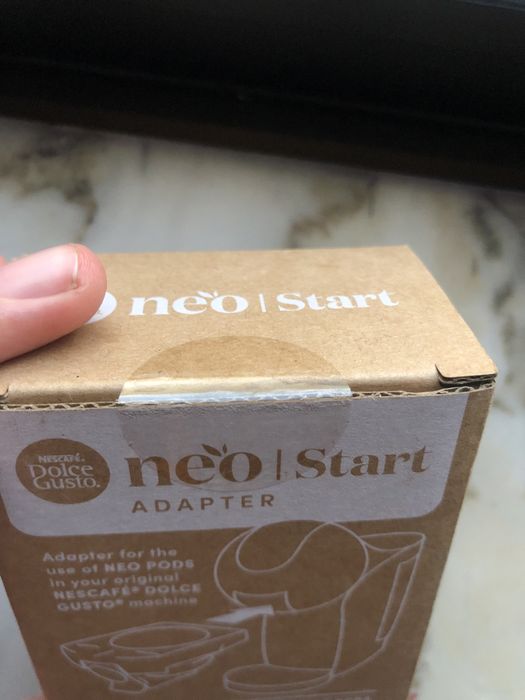 neo | Start
NESCAFÉ.
Dolce
Gusto.
neo | Start
ADAPTER
Adapter for the
use of NEO PODS
in your original
NESCAFÉ® DOLCE
GUSTO® machine